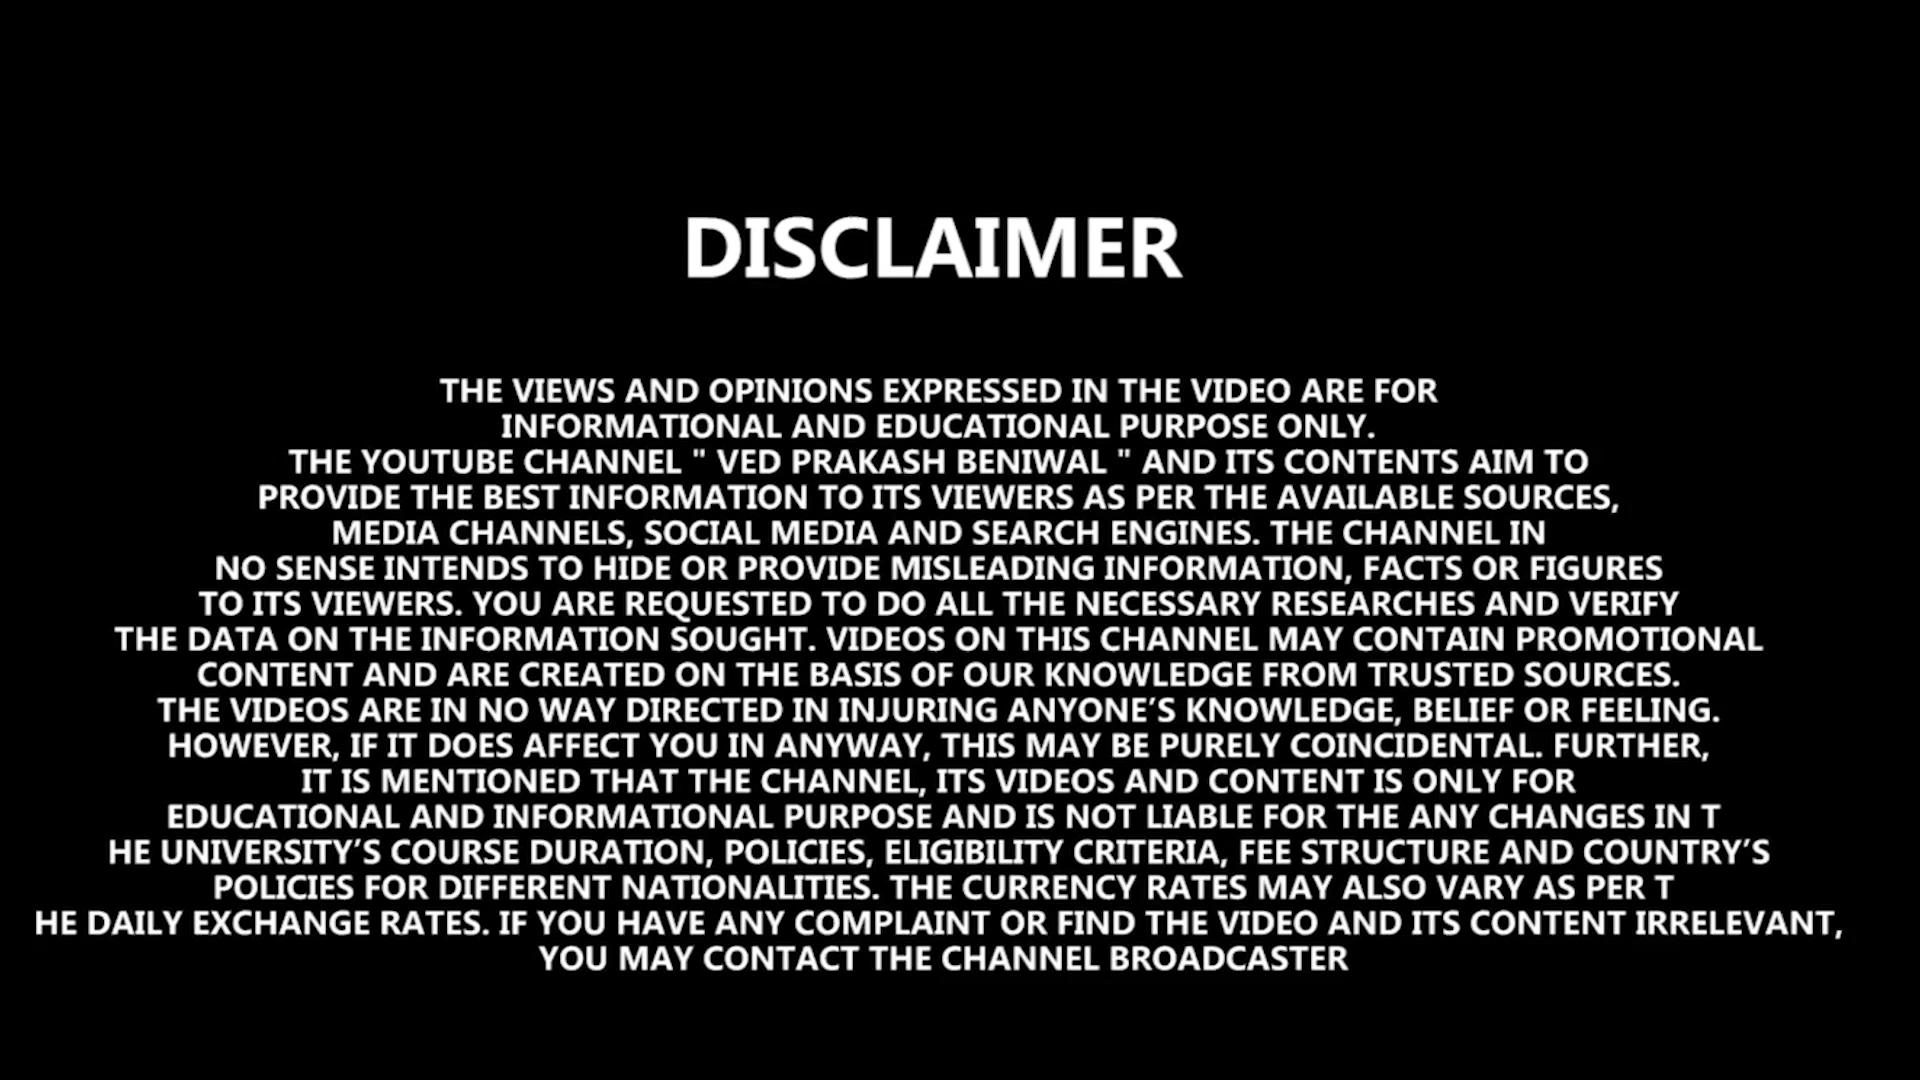 DISCLAIMER
THE VIEWS AND OPINIONS EXPRESSED IN THE VIDEO ARE FOR
INFORMATIONAL AND EDUCATIONAL PURPOSE ONLY.
THE YOUTUBE CHANNEL " VED PRAKASH BENIWAL " AND ITS CONTENTS AIM TO
PROVIDE THE BEST INFORMATION TO ITS VIEWERS AS PER THE AVAILABLE SOURCES,
MEDIA CHANNELS, SOCIAL MEDIA AND SEARCH ENGINES. THE CHANNEL IN
NO SENSE INTENDS TO HIDE OR PROVIDE MISLEADING INFORMATION, FACTS OR FIGURES
TO ITS VIEWERS. YOU ARE REQUESTED TO DO ALL THE NECESSARY RESEARCHES AND VERIFY
THE DATA ON THE INFORMATION SOUGHT. VIDEOS ON THIS CHANNEL MAY CONTAIN PROMOTIONAL
CONTENT AND ARE CREATED ON THE BASIS OF OUR KNOWLEDGE FROM TRUSTED SOURCES.
THE VIDEOS ARE IN NO WAY DIRECTED IN INJURING ANYONE’S KNOWLEDGE, BELIEF OR FEELING.
HOWEVER, IF IT DOES AFFECT YOU IN ANYWAY, THIS MAY BE PURELY COINCIDENTAL. FURTHER,
IT IS MENTIONED THAT THE CHANNEL, ITS VIDEOS AND CONTENT IS ONLY FOR
EDUCATIONAL AND INFORMATIONAL PURPOSE AND IS NOT LIABLE FOR THE ANY CHANGES IN T
HE UNIVERSITY’S COURSE DURATION, POLICIES, ELIGIBILITY CRITERIA, FEE STRUCTURE AND COUNTRY’S
POLICIES FOR DIFFERENT NATIONALITIES. THE CURRENCY RATES MAY ALSO VARY AS PER T
HE DAILY EXCHANGE RATES. IF YOU HAVE ANY COMPLAINT OR FIND THE VIDEO AND ITS CONTENT IRRELEVANT,
YOU MAY CONTACT THE CHANNEL BROADCASTER